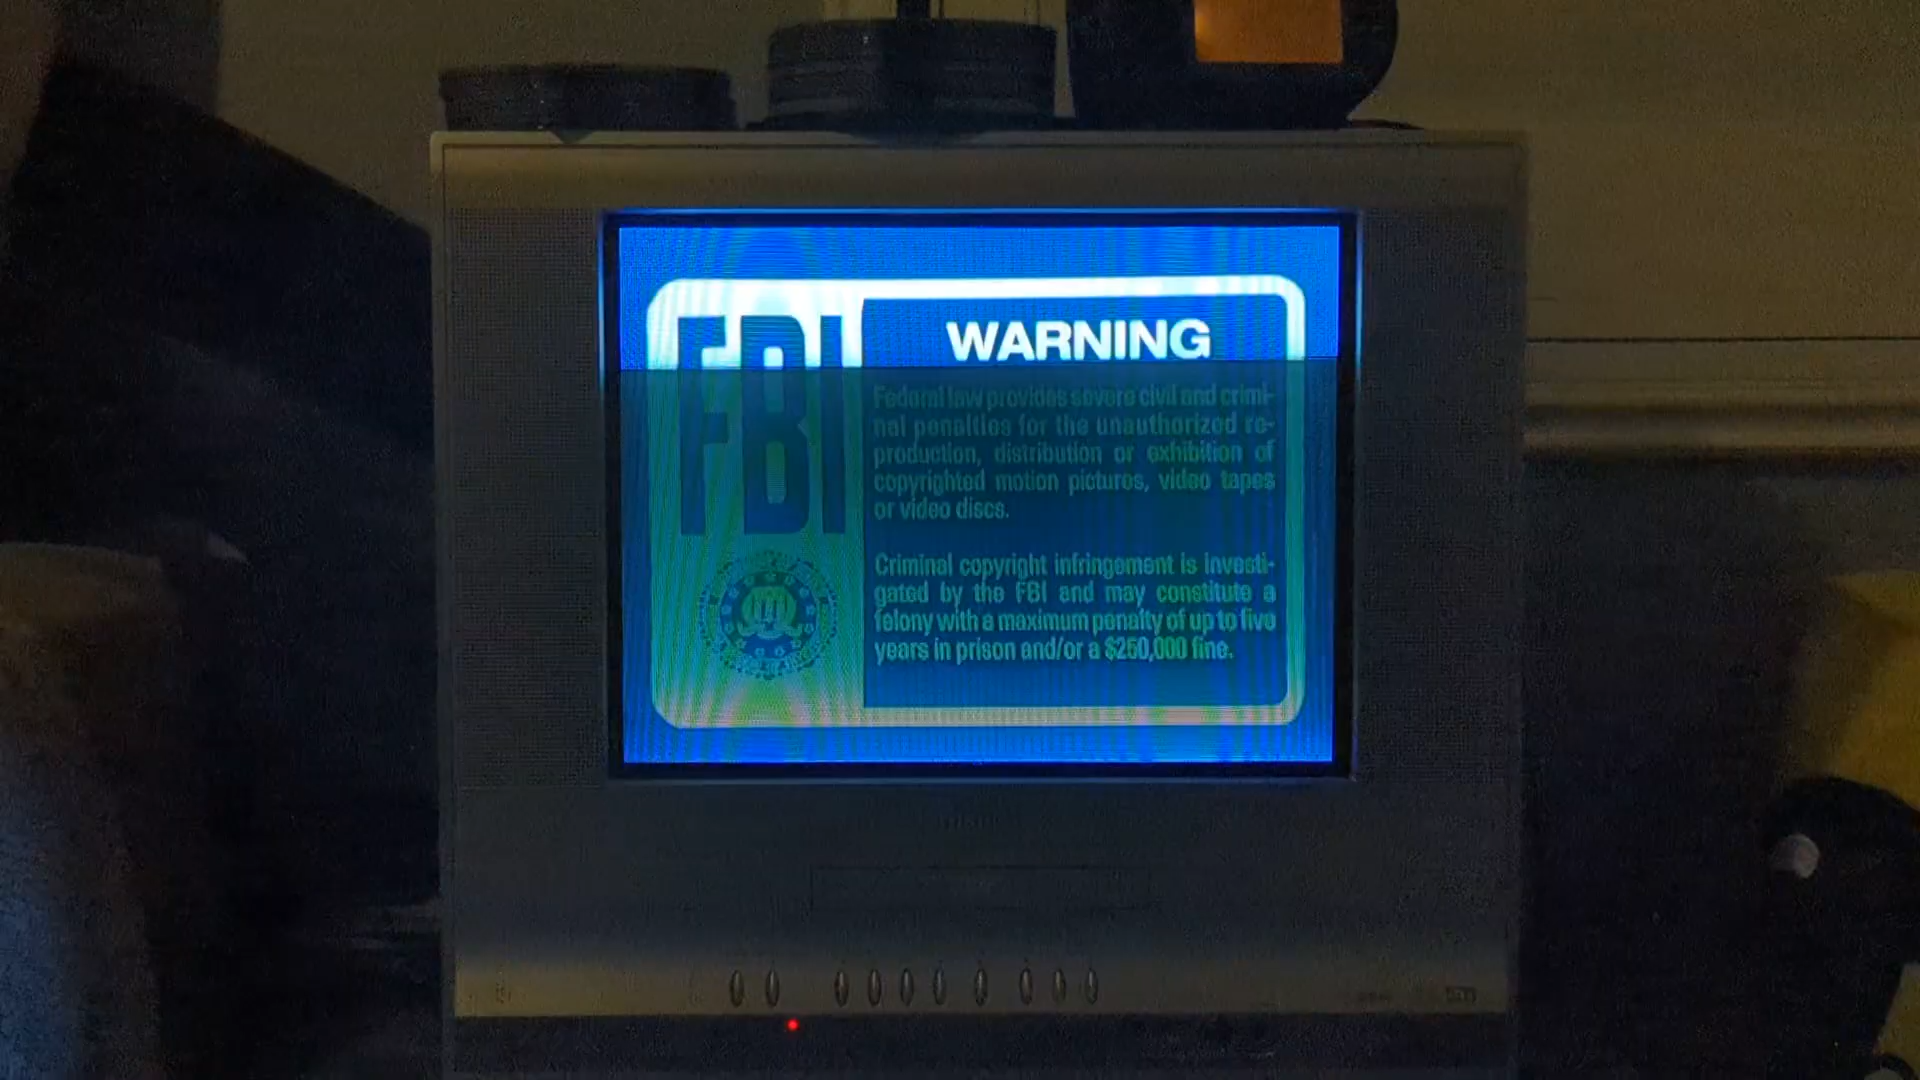 FBI
WARNING
Federal law provides severe civil and crimi-
nal penalties for the unauthorized re-
production, distribution or exhibition of
copyrighted motion pictures, video tapes
or video discs.
Criminal copyright infringement is investi-
gated by the FBI and may constitute a
felony with a maximum penalty of up to five
years in prison and/or a $250,000 fine.